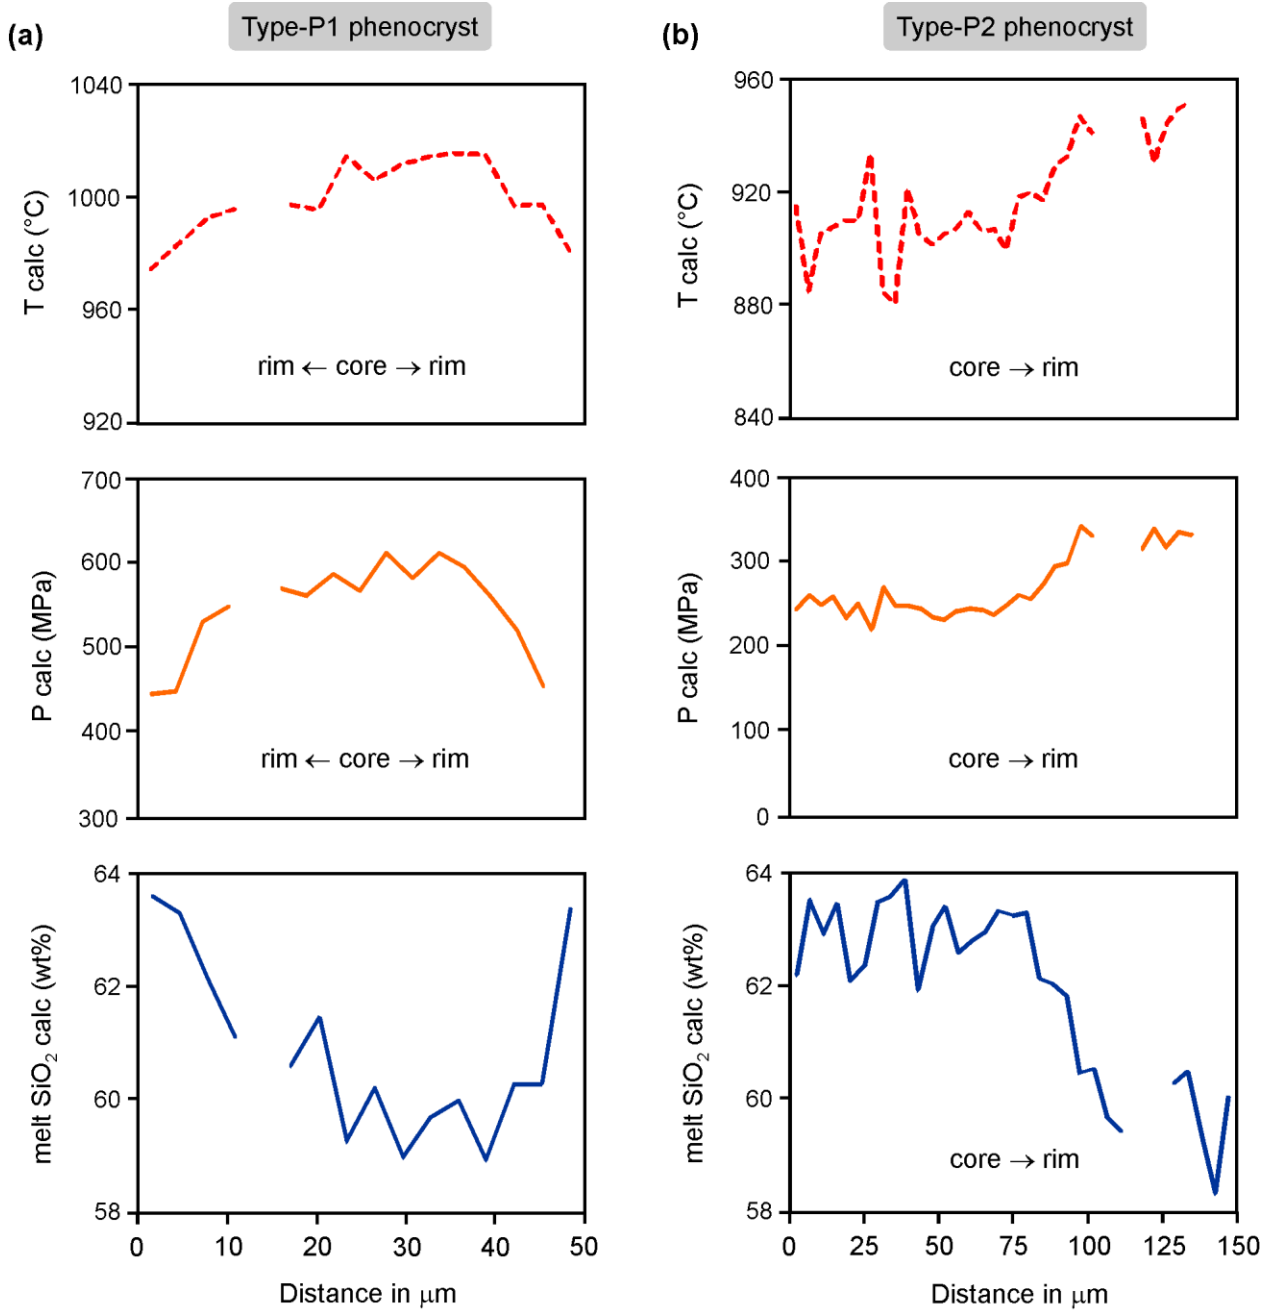 (a)
Type-P1 phenocryst
1040
1000
960
920
T calc (°C)
rim ← core → rim
700
600
500
400
300
P calc (MPa)
rim ← core → rim
64
62
60
58
melt SiO₂ calc (wt%)
0 10 20 30 40 50
Distance in μm
(b)
Type-P2 phenocryst
960
920
880
840
T calc (°C)
core → rim
400
300
200
100
0
P calc (MPa)
core → rim
64
62
60
58
melt SiO₂ calc (wt%)
core → rim
0 25 50 75 100 125 150
Distance in μm